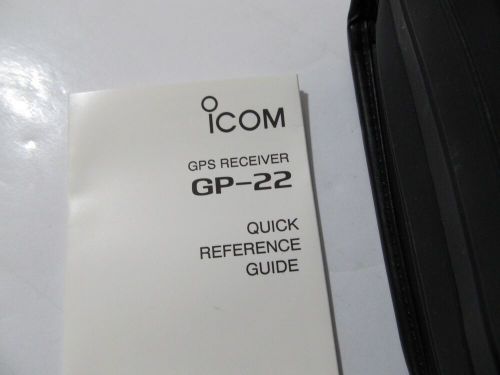 ICOM
GPS RECEIVER
GP-22
QUICK
REFERENCE
GUIDE